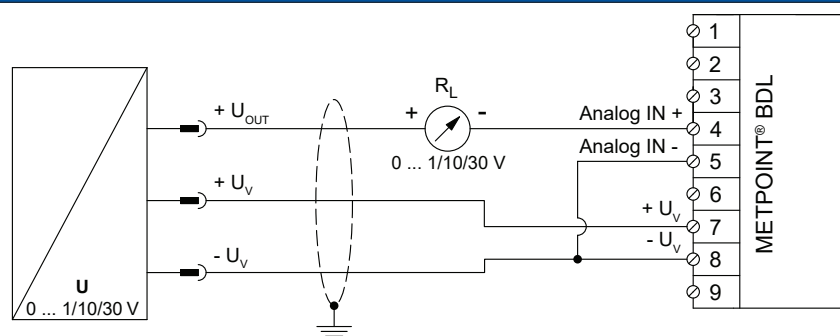 + U_OUT
+ U_V
- U_V
U
0 ... 1/10/30 V
R_L
+ -
0 ... 1/10/30 V
Analog IN +
Analog IN -
+ U_V
- U_V
1
2
3
4
5
6
7
8
9
METPOINT® BDL